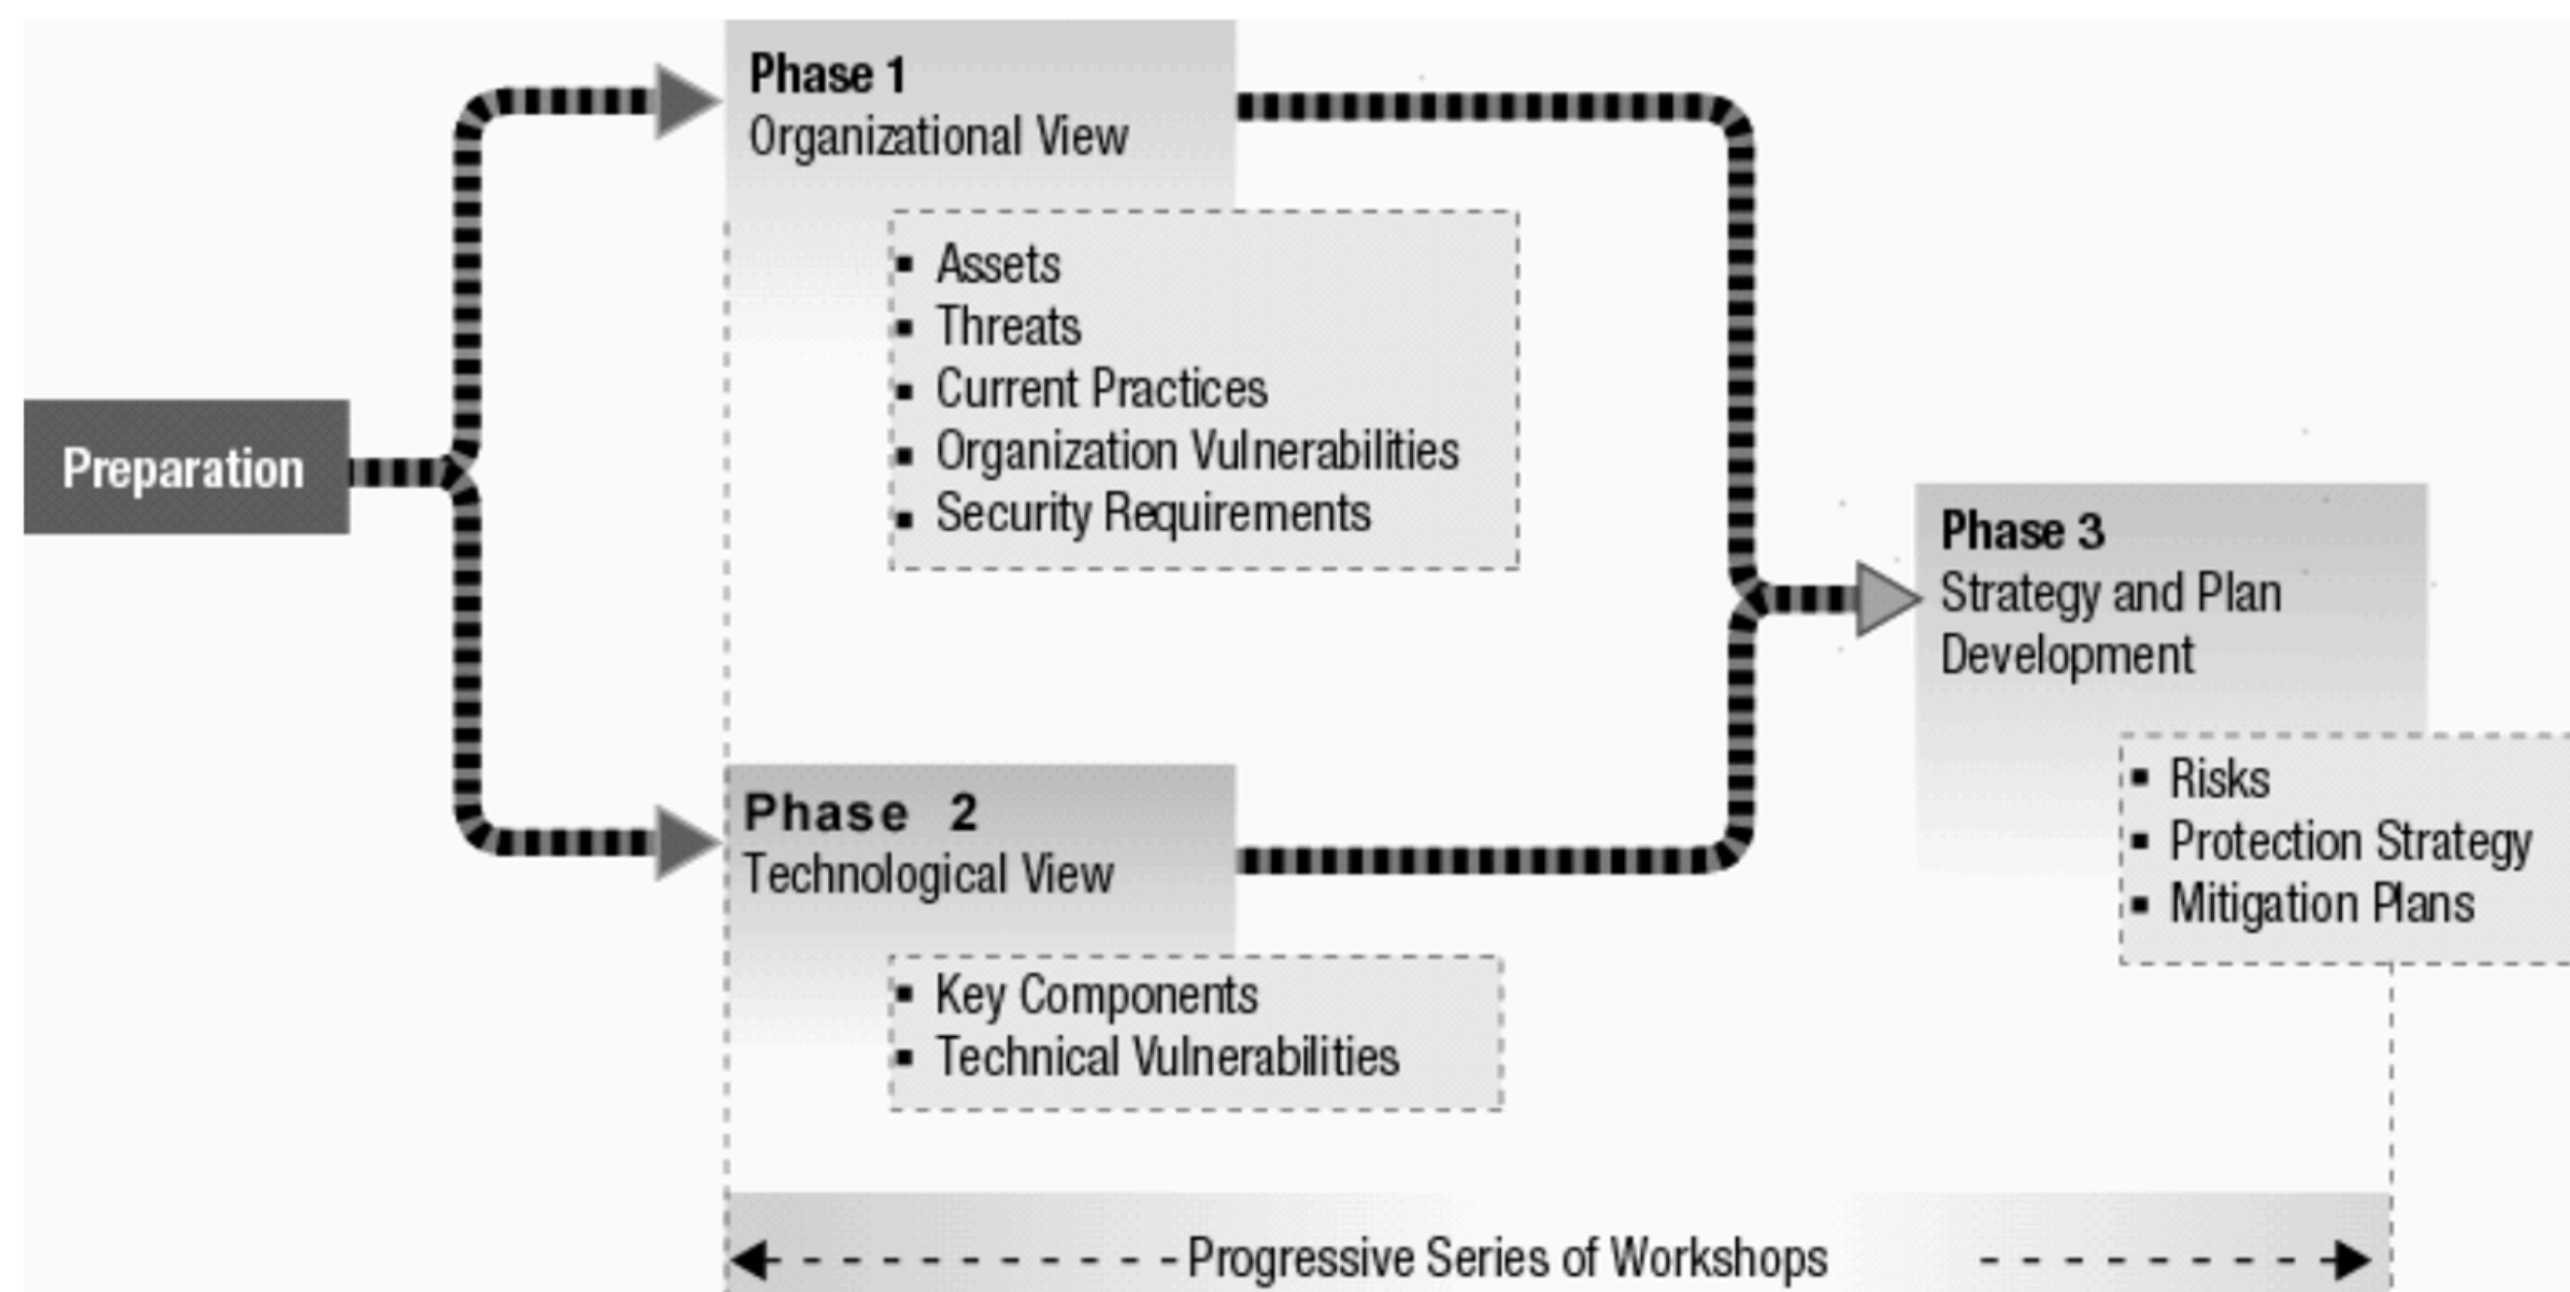 Preparation
Phase 1
Organizational View
▪ Assets
▪ Threats
▪ Current Practices
▪ Organization Vulnerabilities
▪ Security Requirements
Phase 2
Technological View
▪ Key Components
▪ Technical Vulnerabilities
Phase 3
Strategy and Plan
Development
▪ Risks
▪ Protection Strategy
▪ Mitigation Plans
Progressive Series of Workshops